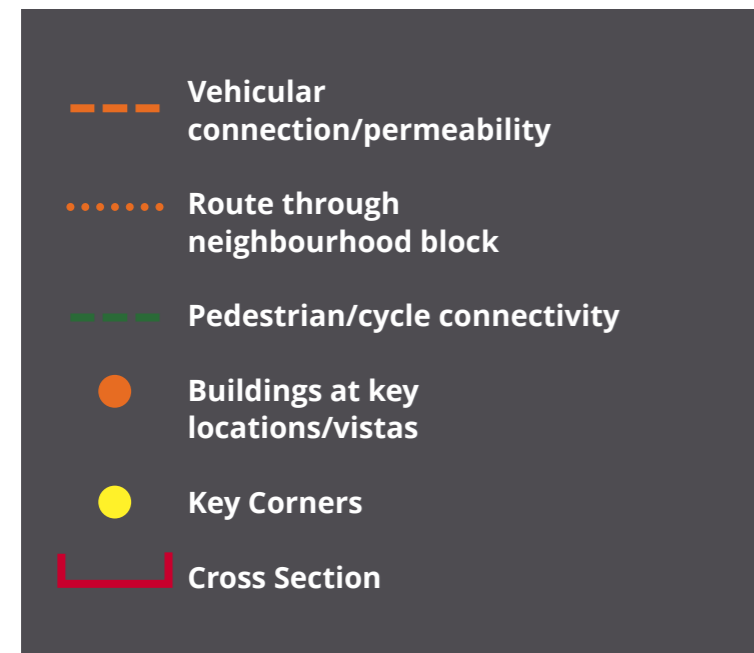 Vehicular
connection/permeability
Route through
neighbourhood block
Pedestrian/cycle connectivity
Buildings at key
locations/vistas
Key Corners
Cross Section